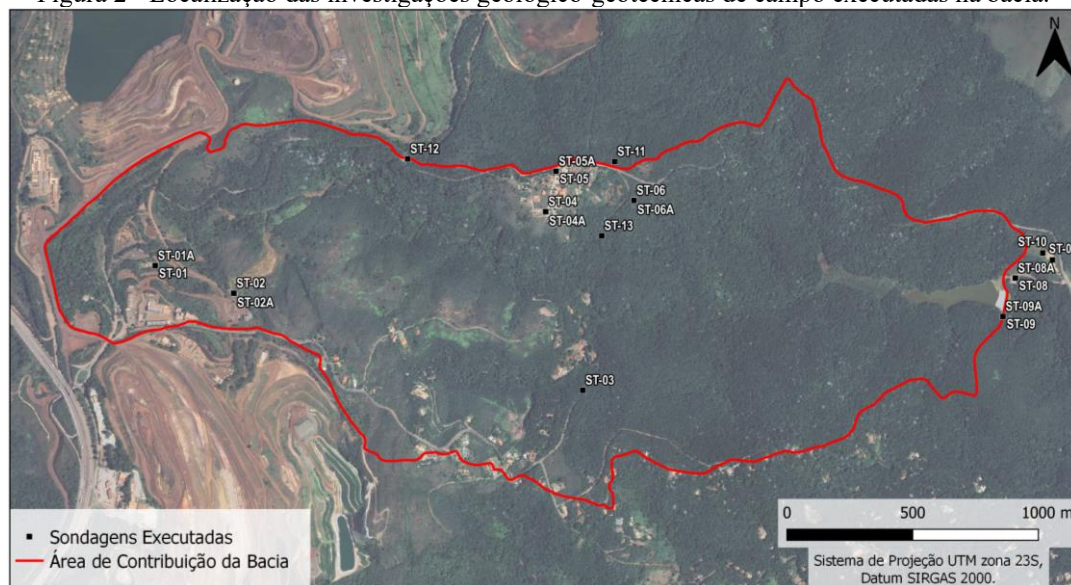 Figura 2 - Localização das investigações geológico-geotécnicas de campo executadas na bacia.
N
ST-12
ST-05A
ST-11
ST-05
ST-06
ST-04
ST-06A
ST-04A
ST-13
ST-10
ST-0
ST-01A
ST-01
ST-08A
ST-08
ST-02
ST-02A
ST-09A
ST-09
ST-03
Sondagens Executadas
Área de Contribuição da Bacia
0 500 1000 m
Sistema de Projeção UTM zona 23S,
Datum SIRGAS 2000.